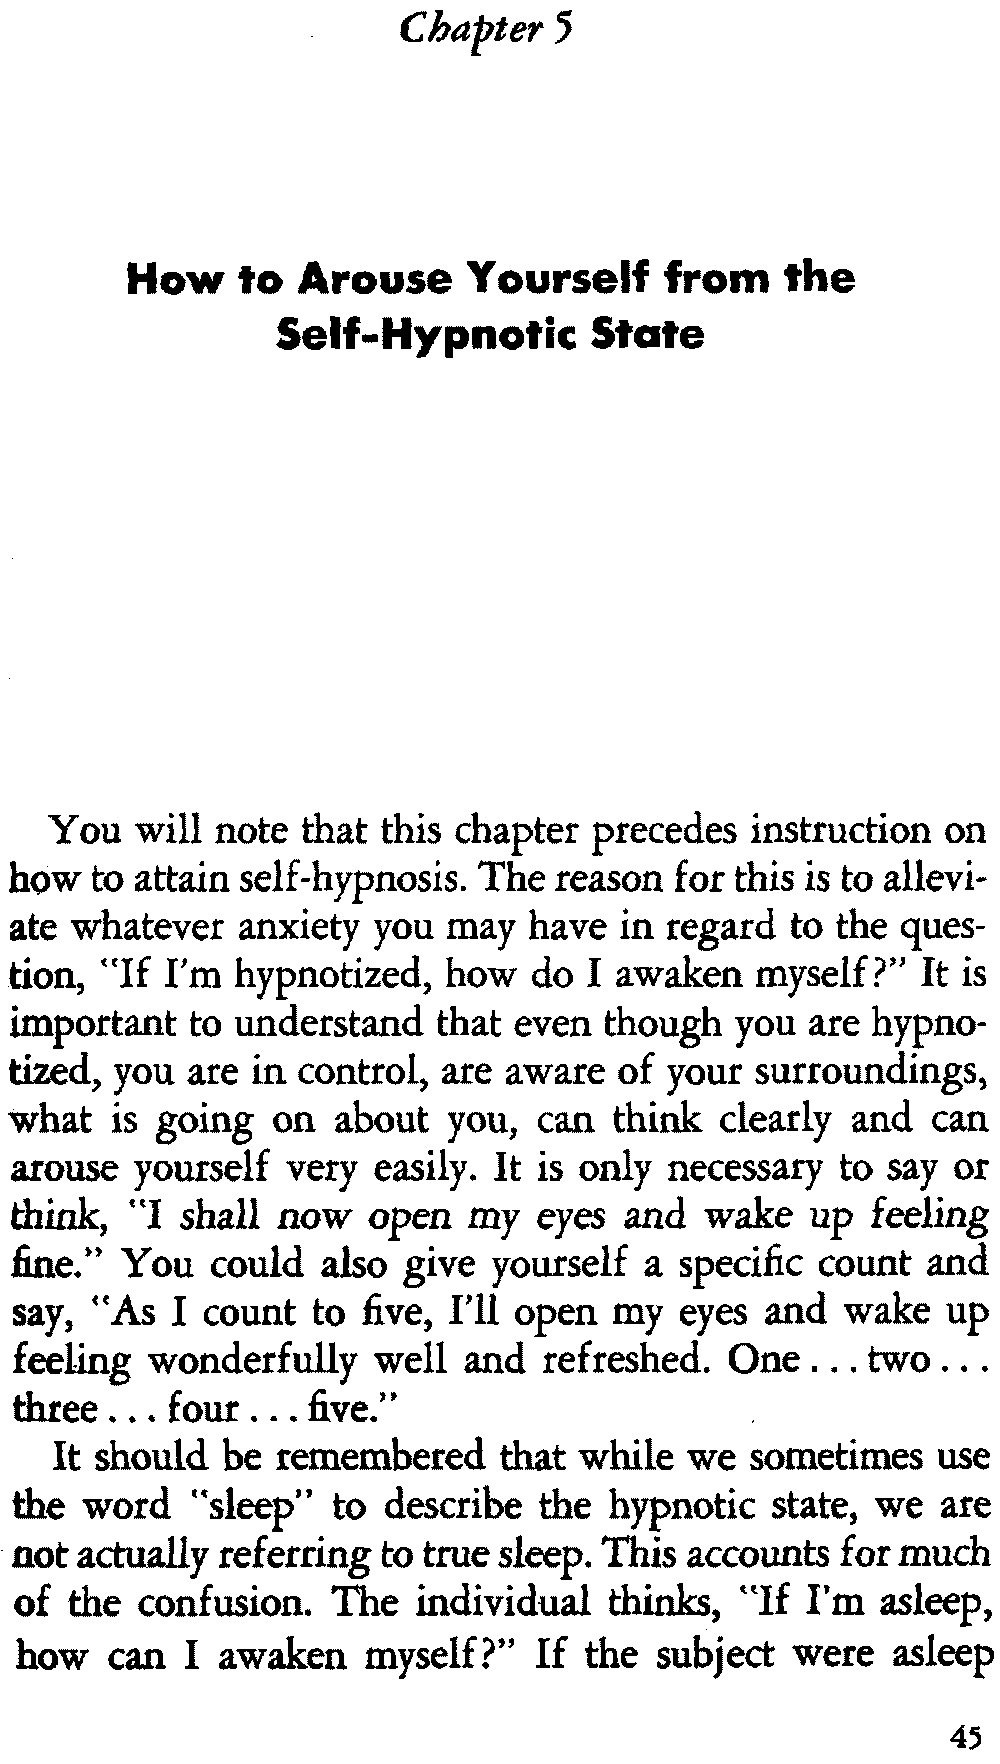 Chapter 5
How to Arouse Yourself from the
Self-Hypnotic State
You will note that this chapter precedes instruction on
how to attain self-hypnosis. The reason for this is to allevi-
ate whatever anxiety you may have in regard to the ques-
tion, "If I'm hypnotized, how do I awaken myself?" It is
important to understand that even though you are hypno-
tized, you are in control, are aware of your surroundings,
what is going on about you, can think clearly and can
arouse yourself very easily. It is only necessary to say or
think, "I shall now open my eyes and wake up feeling
fine." You could also give yourself a specific count and
say, "As I count to five, I'll open my eyes and wake up
feeling wonderfully well and refreshed. One . . . two . . .
three . . . four . . . five."
It should be remembered that while we sometimes use
the word "sleep" to describe the hypnotic state, we are
not actually referring to true sleep. This accounts for much
of the confusion. The individual thinks, "If I'm asleep,
how can I awaken myself?" If the subject were asleep
45